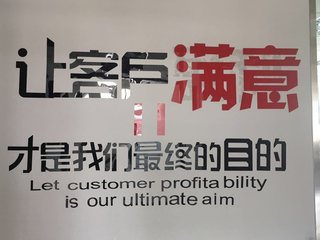 让客户满意
才是我们最终的目的
Let customer profita bility
is our ultimate aim